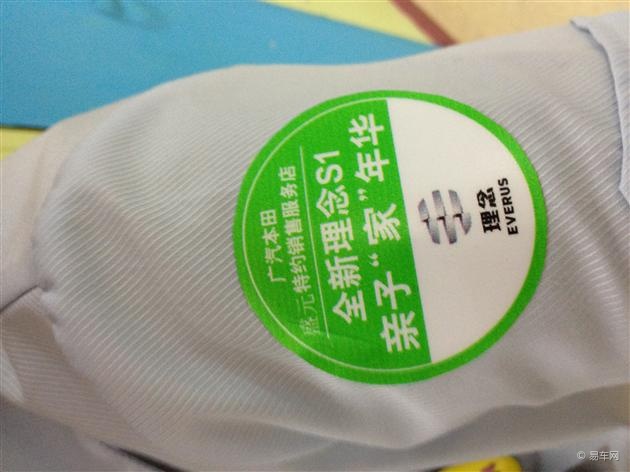 广汽本田
盛元特约销售服务店
全新理念S1
亲子“家”年华
理念
EVERUS
易车网